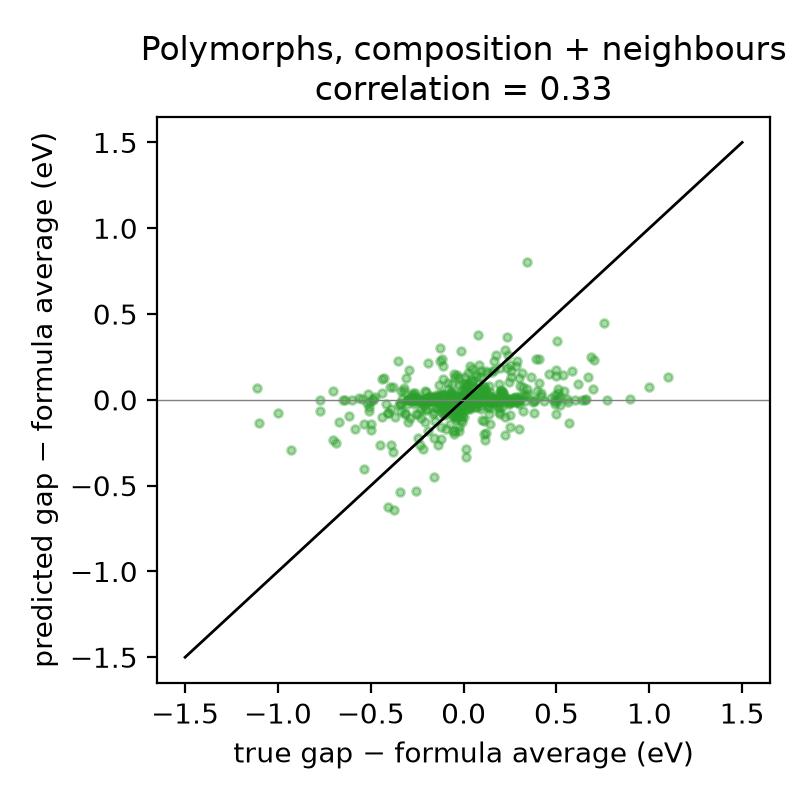 Polymorphs, composition + neighbours
correlation = 0.33
predicted gap − formula average (eV)
1.5
1.0
0.5
0.0
−0.5
−1.0
−1.5
−1.5 −1.0 −0.5 0.0 0.5 1.0 1.5
true gap − formula average (eV)